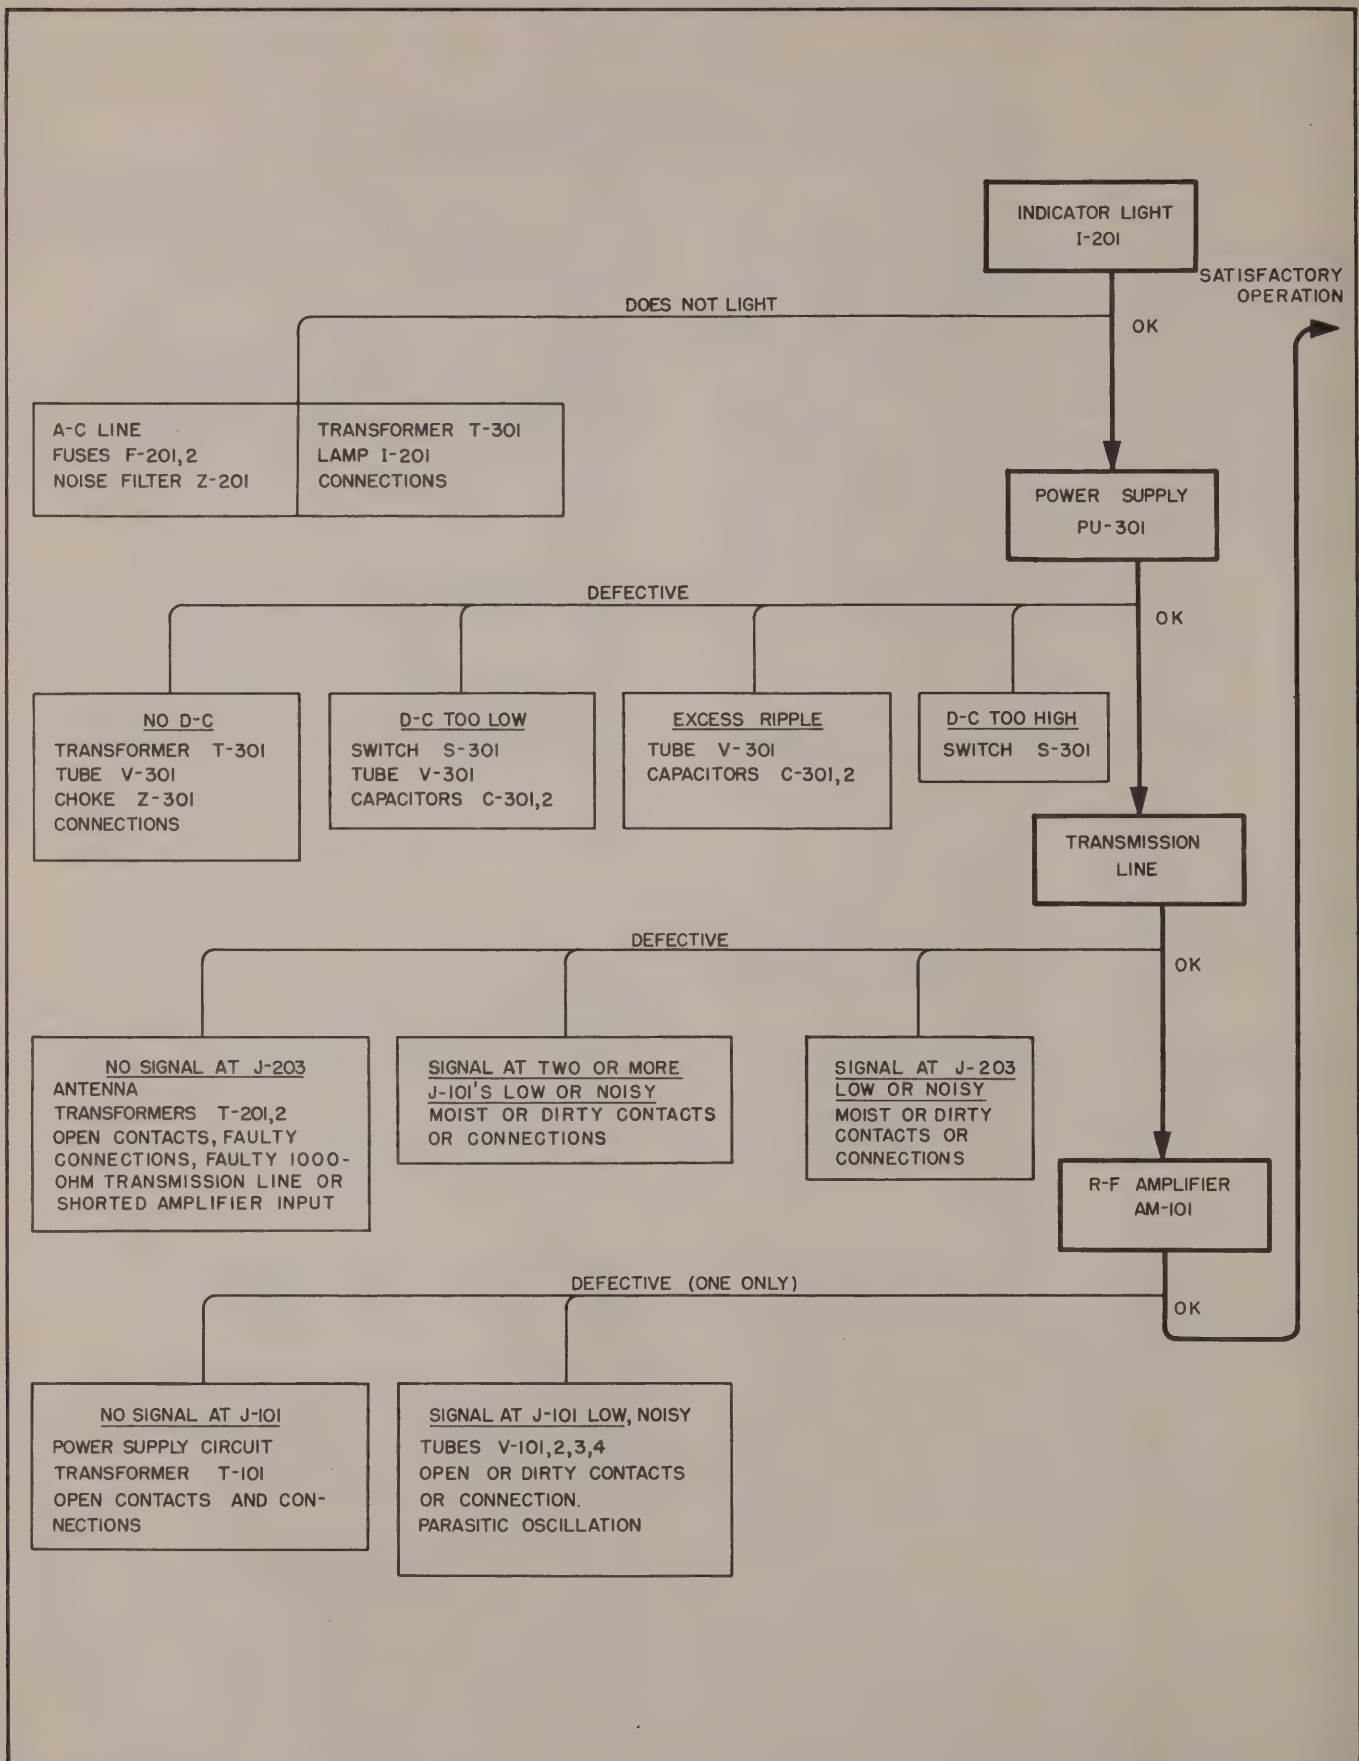 INDICATOR LIGHT
I-201
SATISFACTORY
OPERATION
DOES NOT LIGHT
OK
A-C LINE
FUSES F-201,2
NOISE FILTER Z-201
TRANSFORMER T-301
LAMP I-201
CONNECTIONS
POWER SUPPLY
PU-301
DEFECTIVE
OK
NO D-C
TRANSFORMER T-301
TUBE V-301
CHOKE Z-301
CONNECTIONS
D-C TOO LOW
SWITCH S-301
TUBE V-301
CAPACITORS C-301,2
EXCESS RIPPLE
TUBE V-301
CAPACITORS C-301,2
D-C TOO HIGH
SWITCH S-301
TRANSMISSION
LINE
DEFECTIVE
OK
NO SIGNAL AT J-203
ANTENNA
TRANSFORMERS T-201,2
OPEN CONTACTS, FAULTY
CONNECTIONS, FAULTY 1000-
OHM TRANSMISSION LINE OR
SHORTED AMPLIFIER INPUT
SIGNAL AT TWO OR MORE
J-101'S LOW OR NOISY
MOIST OR DIRTY CONTACTS
OR CONNECTIONS
SIGNAL AT J-203
LOW OR NOISY
MOIST OR DIRTY
CONTACTS OR
CONNECTIONS
R-F AMPLIFIER
AM-101
DEFECTIVE (ONE ONLY)
OK
NO SIGNAL AT J-101
POWER SUPPLY CIRCUIT
TRANSFORMER T-101
OPEN CONTACTS AND CON-
NECTIONS
SIGNAL AT J-101 LOW, NOISY
TUBES V-101,2,3,4
OPEN OR DIRTY CONTACTS
OR CONNECTION.
PARASITIC OSCILLATION